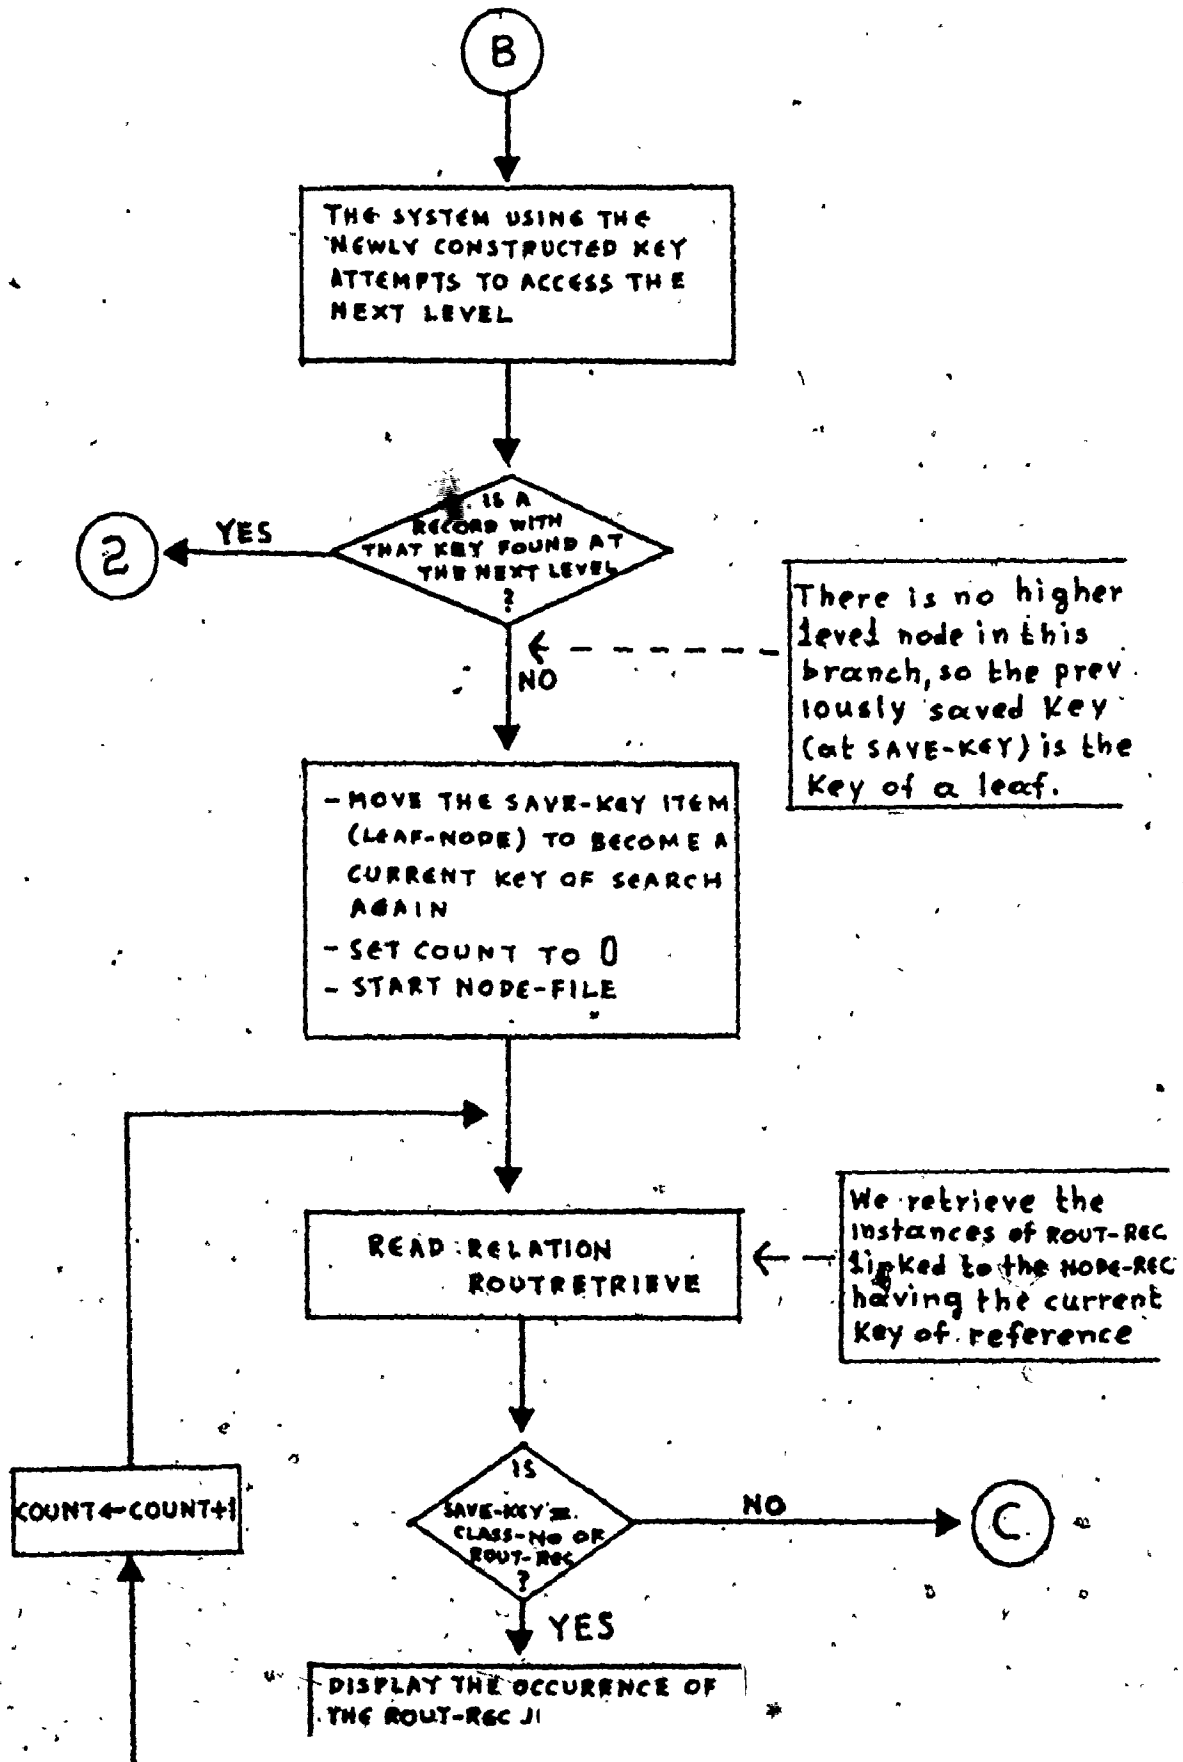 B
THE SYSTEM USING THE
NEWLY CONSTRUCTED KEY
ATTEMPTS TO ACCESS THE
NEXT LEVEL
IS A
RECORD WITH
THAT KEY FOUND AT
THE NEXT LEVEL
?
YES
2
NO
There is no higher
level node in this
branch, so the prev
iously saved Key
(at SAVE-KEY) is the
Key of a leaf.
- MOVE THE SAVE-KEY ITEM
(LEAF-NODE) TO BECOME A
CURRENT KEY OF SEARCH
AGAIN
- SET COUNT TO 0
- START NODE-FILE
READ RELATION
ROUTRETRIEVE
We retrieve the
instances of ROUT-REC
linked to the NODE-REC
having the current
Key of reference
IS
SAVE-KEY =
CLASS-NO OF
ROUT-REC
?
NO
C
COUNT←COUNT+1
YES
DISPLAY THE OCCURENCE OF
THE ROUT-REC